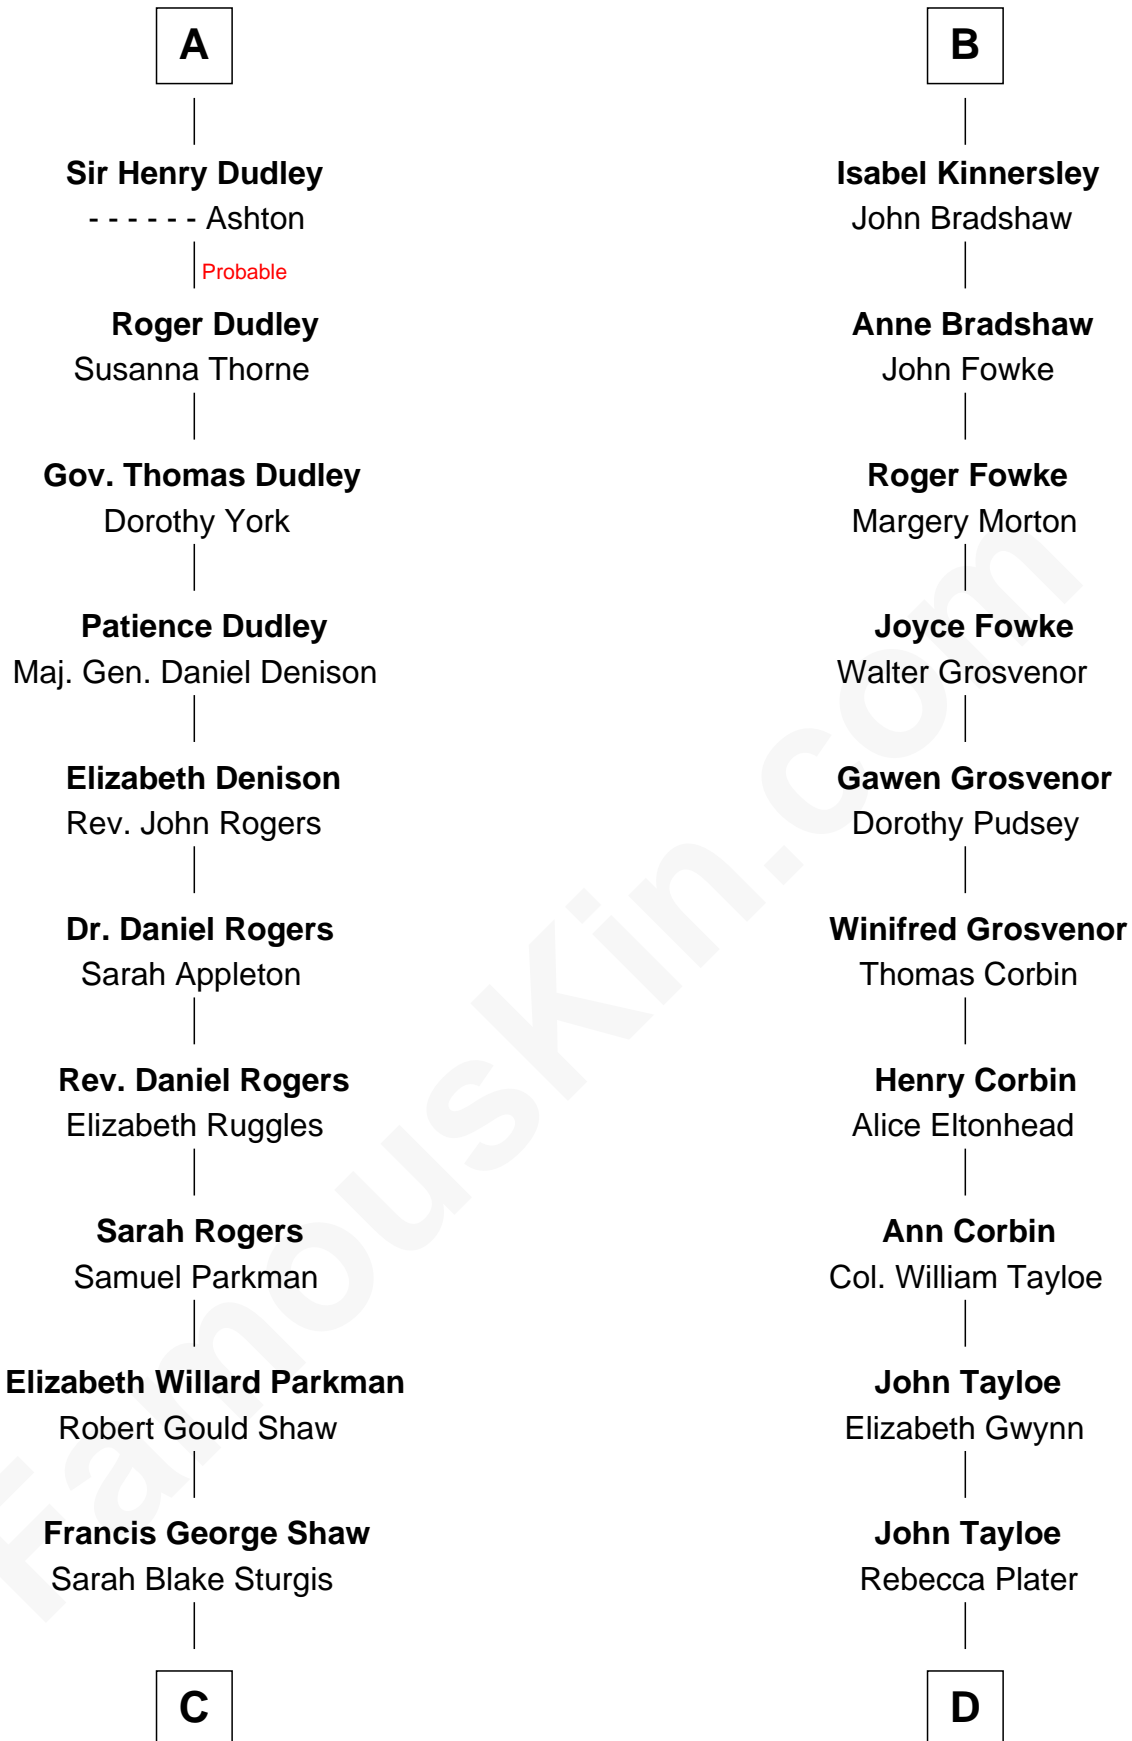 A
Sir Henry Dudley
- - - - - - Ashton
Probable
Roger Dudley
Susanna Thorne
Gov. Thomas Dudley
Dorothy York
Patience Dudley
Maj. Gen. Daniel Denison
Elizabeth Denison
Rev. John Rogers
Dr. Daniel Rogers
Sarah Appleton
Rev. Daniel Rogers
Elizabeth Ruggles
Sarah Rogers
Samuel Parkman
Elizabeth Willard Parkman
Robert Gould Shaw
Francis George Shaw
Sarah Blake Sturgis
C
B
Isabel Kinnersley
John Bradshaw
Anne Bradshaw
John Fowke
Roger Fowke
Margery Morton
Joyce Fowke
Walter Grosvenor
Gawen Grosvenor
Dorothy Pudsey
Winifred Grosvenor
Thomas Corbin
Henry Corbin
Alice Eltonhead
Ann Corbin
Col. William Tayloe
John Tayloe
Elizabeth Gwynn
John Tayloe
Rebecca Plater
D
FamousKin.com